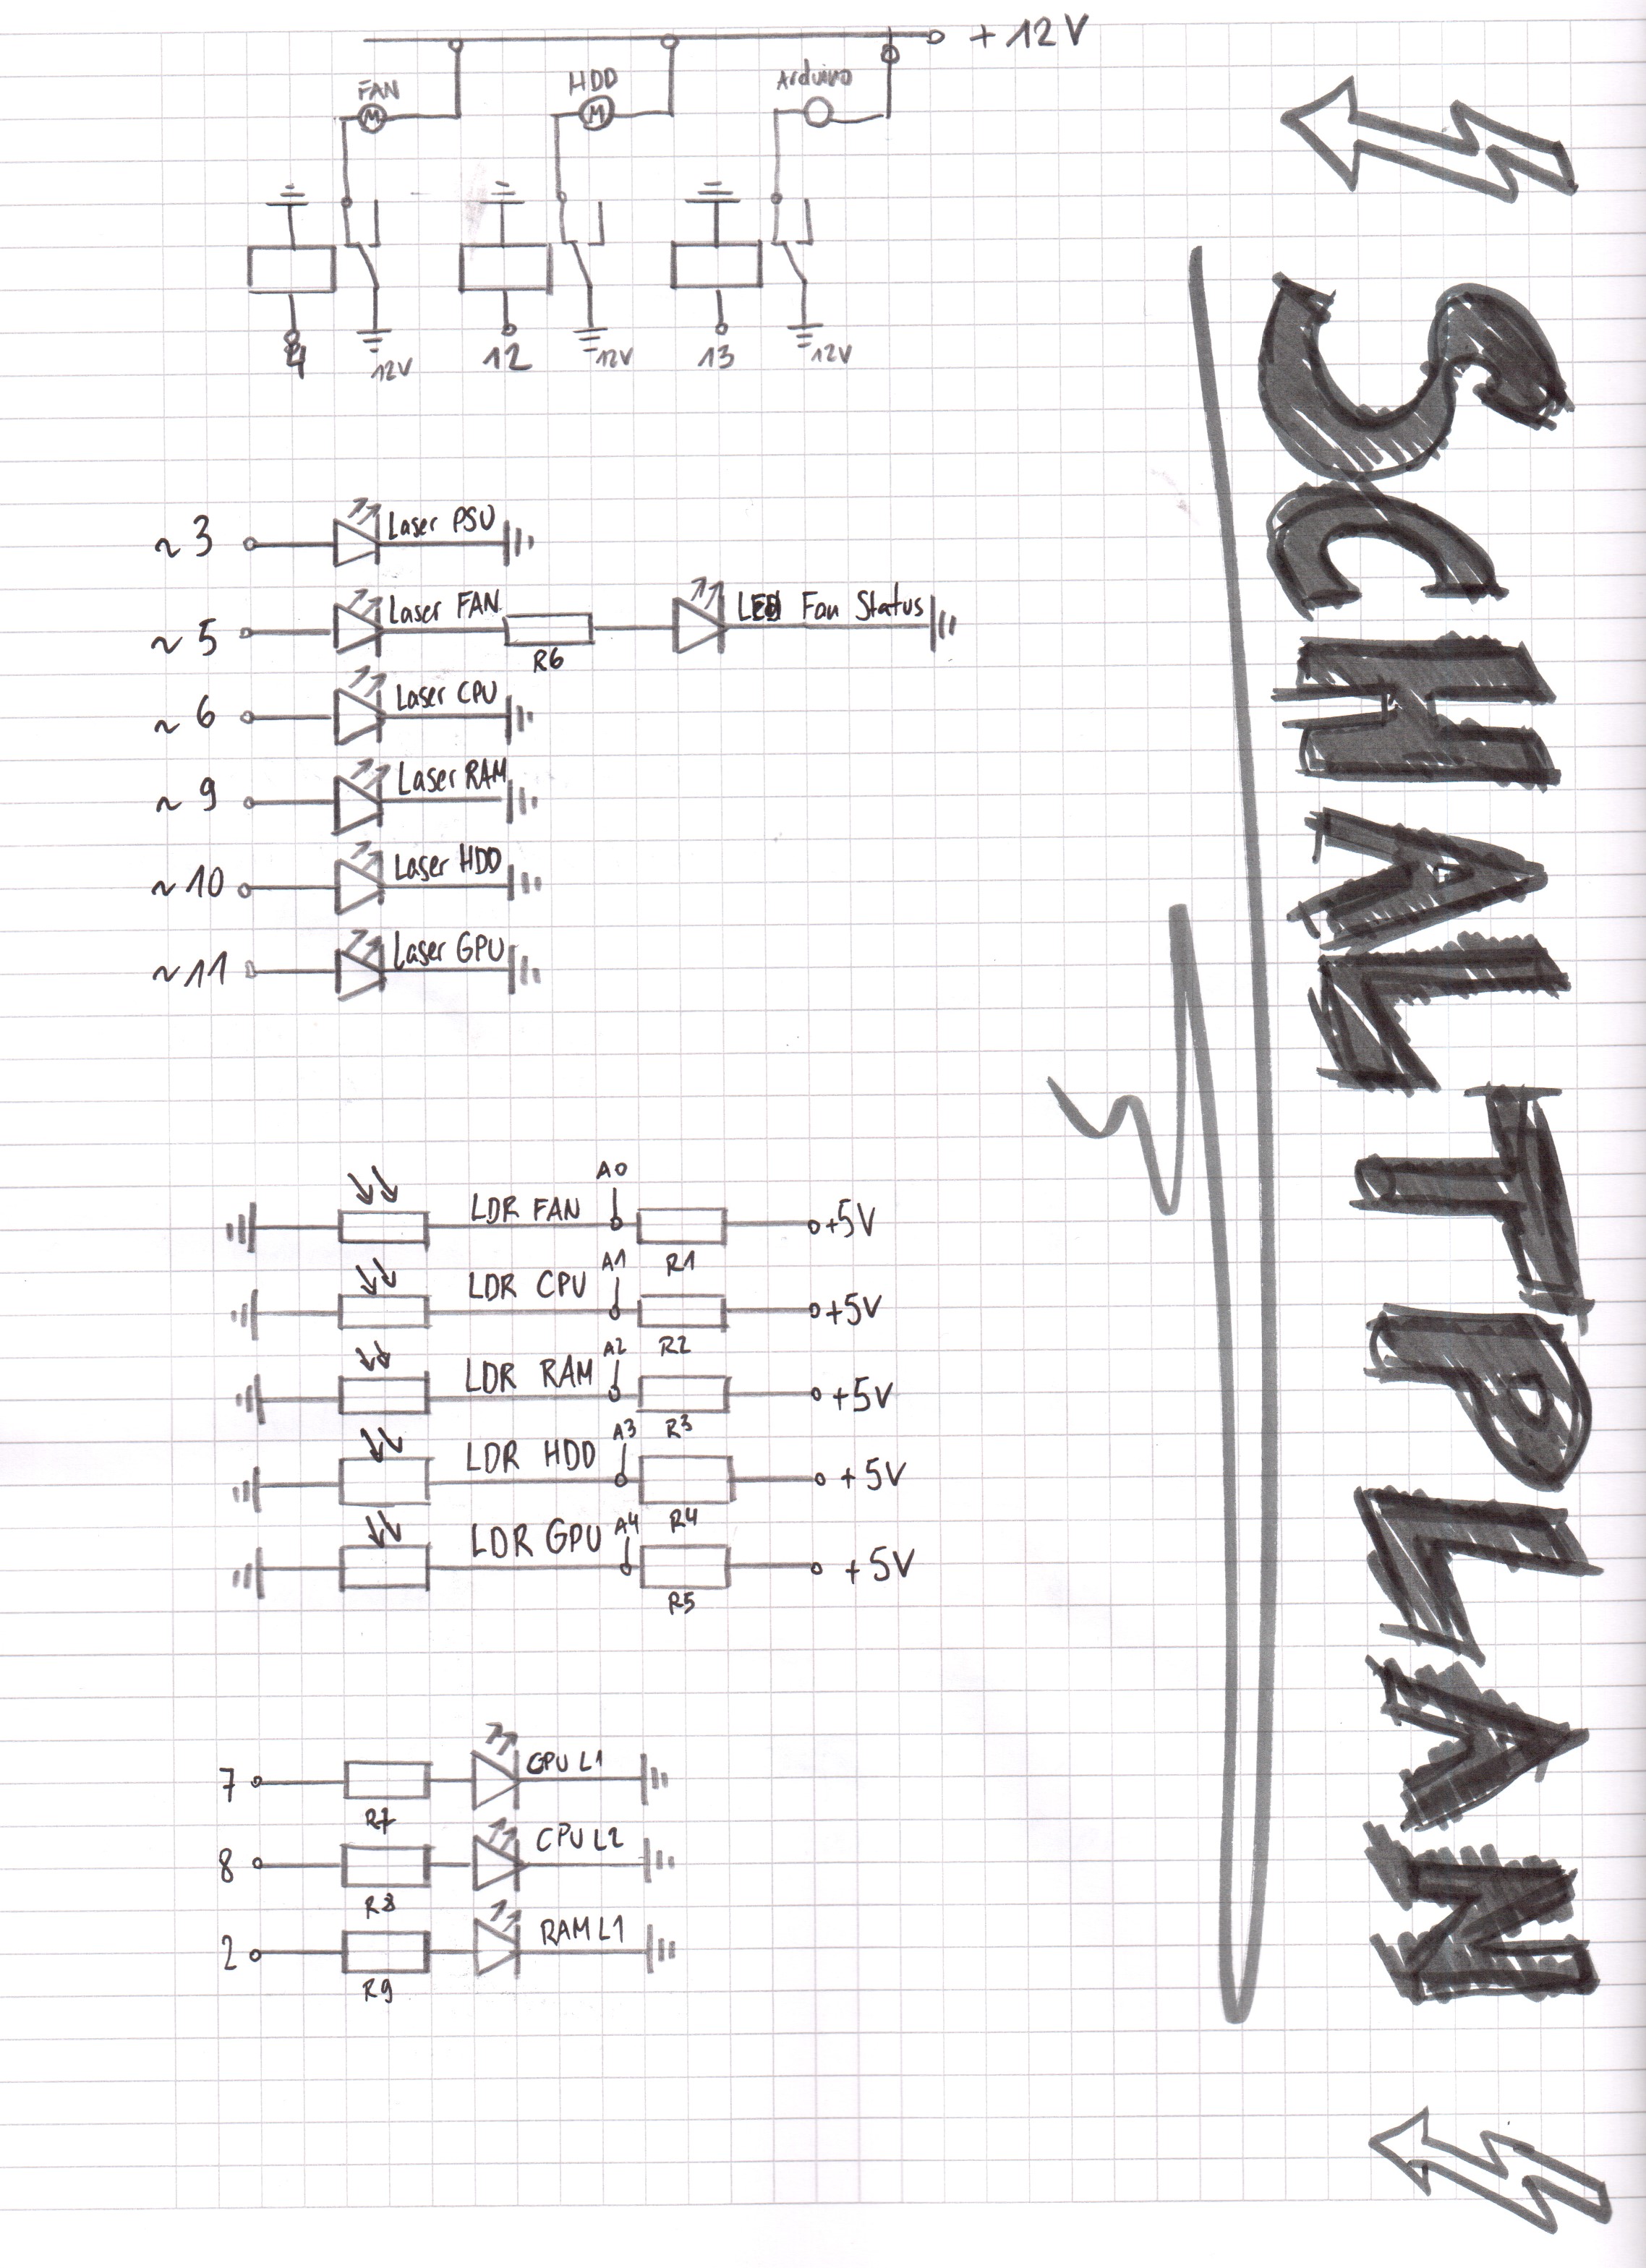 +12V
FAN
HDD
Arduino
M
M
4
12V
12
12V
13
12V
~3
Laser PSU
~5
Laser FAN
R6
LED Fan Status
~6
Laser CPU
~9
Laser RAM
~10
Laser HDD
~11
Laser GPU
LDR FAN
A0
R1
+5V
LDR CPU
A1
R2
+5V
LDR RAM
A2
R3
+5V
LDR HDD
A3
R4
+5V
LDR GPU
A4
R5
+5V
7
R7
GPU L1
8
R8
CPU L2
2
R9
RAM L1
SCHALTPLAN